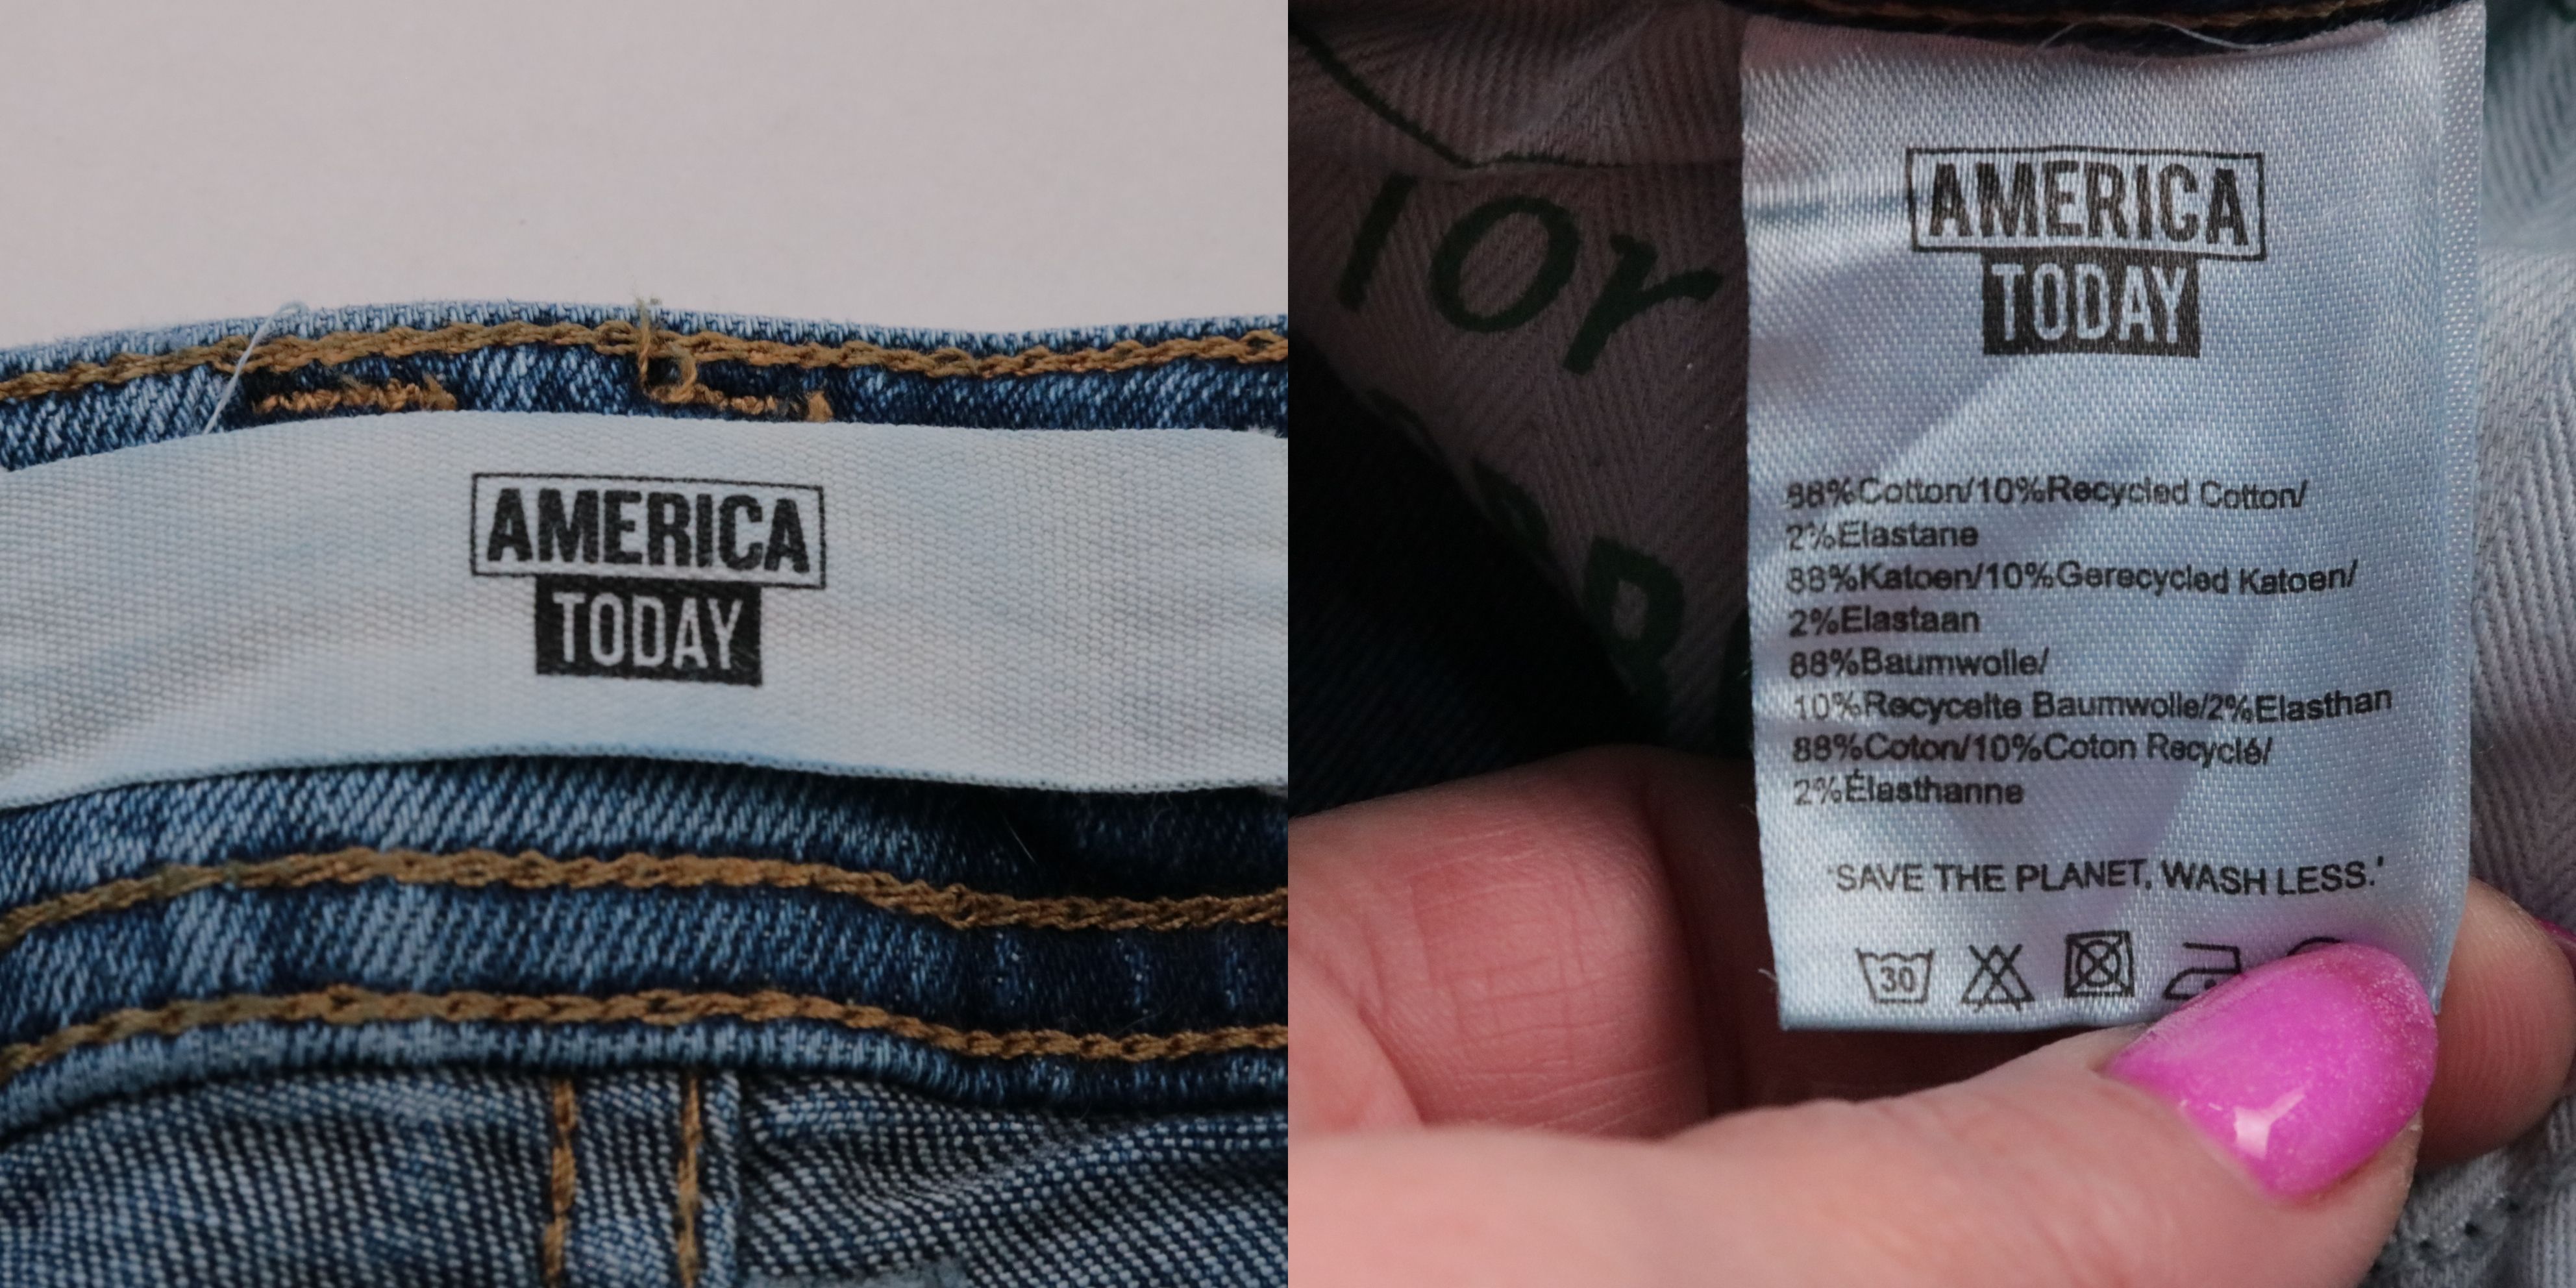 AMERICA
TODAY
AMERICA
TODAY
88%Cotton/10%Recycled Cotton/
2%Elastane
88%Katoen/10%Gerecycled Katoen/
2%Elastaan
88%Baumwolle/
10%Recycelte Baumwolle/2%Elasthan
88%Coton/10%Coton Recyclé/
2%Élasthanne
'SAVE THE PLANET, WASH LESS.'
30